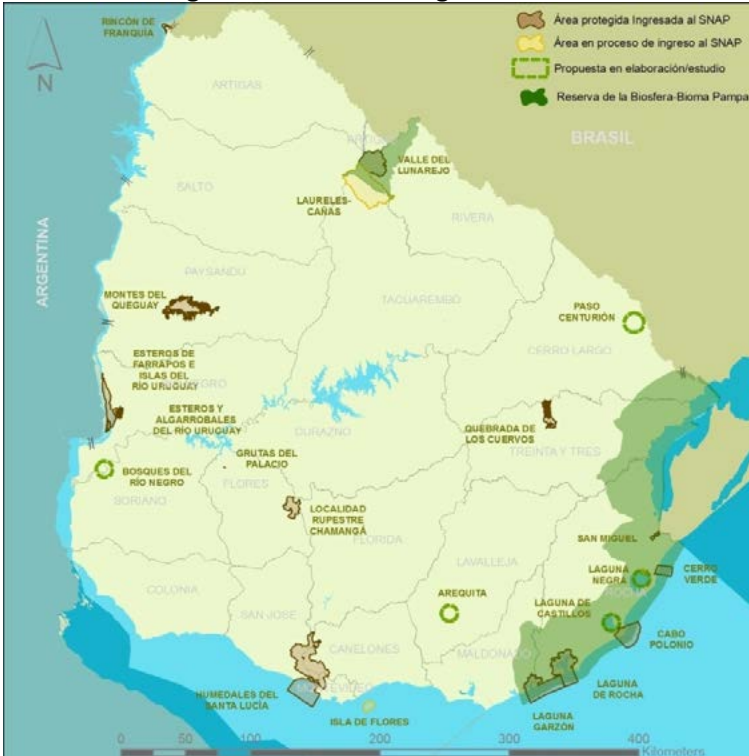 RINCÓN DE
FRANQUÍA
Área protegida Ingresada al SNAP
Área en proceso de ingreso al SNAP
Propuesta en elaboración/estudio
Reserva de la Biosfera-Bioma Pampa
N
ARTIGAS
BRASIL
VALLE DEL
LUNAREJO
SALTO
LAURELES-
CAÑAS
RIVERA
ARGENTINA
PAYSANDÚ
MONTES DEL
QUEGUAY
TACUAREMBÓ
PASO
CENTURIÓN
CERRO LARGO
ESTEROS DE
FARRAPOS E
ISLAS DEL
RÍO URUGUAY
ESTEROS Y
ALGARROBALES
DEL RÍO URUGUAY
DURAZNO
QUEBRADA DE
LOS CUERVOS
TREINTA Y TRES
GRUTAS DEL
PALACIO
BOSQUES DEL
RÍO NEGRO
FLORES
SORIANO
LOCALIDAD
RUPESTRE
CHAMANGÁ
FLORIDA
SAN MIGUEL
LAVALLEJA
LAGUNA
NEGRA
CERRO
VERDE
ROCHA
COLONIA
AREQUITA
SAN JOSE
LAGUNA DE
CASTILLOS
CABO
POLONIO
CANELONES
MALDONADO
LAGUNA
DE ROCHA
MONTEVIDEO
HUMEDALES DEL
SANTA LUCÍA
ISLA DE FLORES
LAGUNA
GARZÓN
0 100 200 400
Kilometers